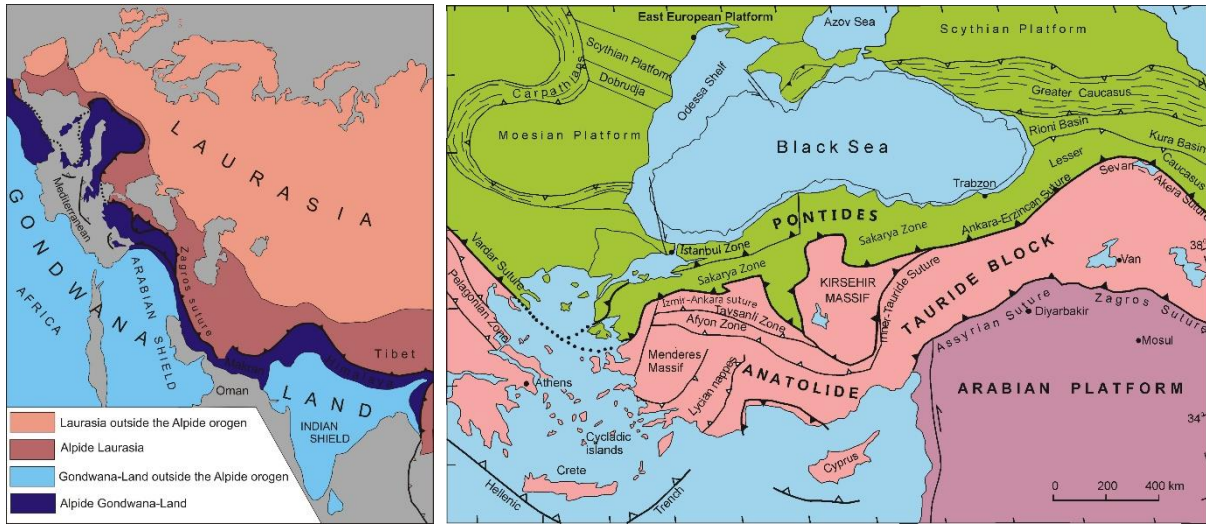 LAURASIA
GONDWANA
LAND
Mediterranean
AFRICA
ARABIAN
SHIELD
Zagros suture
Tibet
Himalaya
Oman
INDIAN
SHIELD
Laurasia outside the Alpide orogen
Alpide Laurasia
Gondwana-Land outside the Alpide orogen
Alpide Gondwana-Land
East European Platform
Azov Sea
Scythian Platform
Scythian Platform
Dobrudja
Odessa Shelf
Carpathians
Moesian Platform
Greater Caucasus
Rioni Basin
Kura Basin
Lesser
Caucasus
Black Sea
Trabzon
Sevan
Akera Suture
PONTIDES
Ankara-Erzincan Suture
Istanbul Zone
Sakarya Zone
Sakarya Zone
Vardar Suture
Pelagonian Zone
KIRSEHIR
MASSIF
TAURIDE BLOCK
38°
Van
Izmir-Ankara suture
Tavsanli Zone
Afyon Zone
Inner-Tauride Suture
Assyrian Suture
Zagros Suture
Diyarbakir
Mosul
Menderes
Massif
Lycian nappes
ANATOLIDE
Athens
ARABIAN PLATFORM
34°
Cycladic
islands
Crete
Cyprus
Hellenic
Trench
0 200 400 km